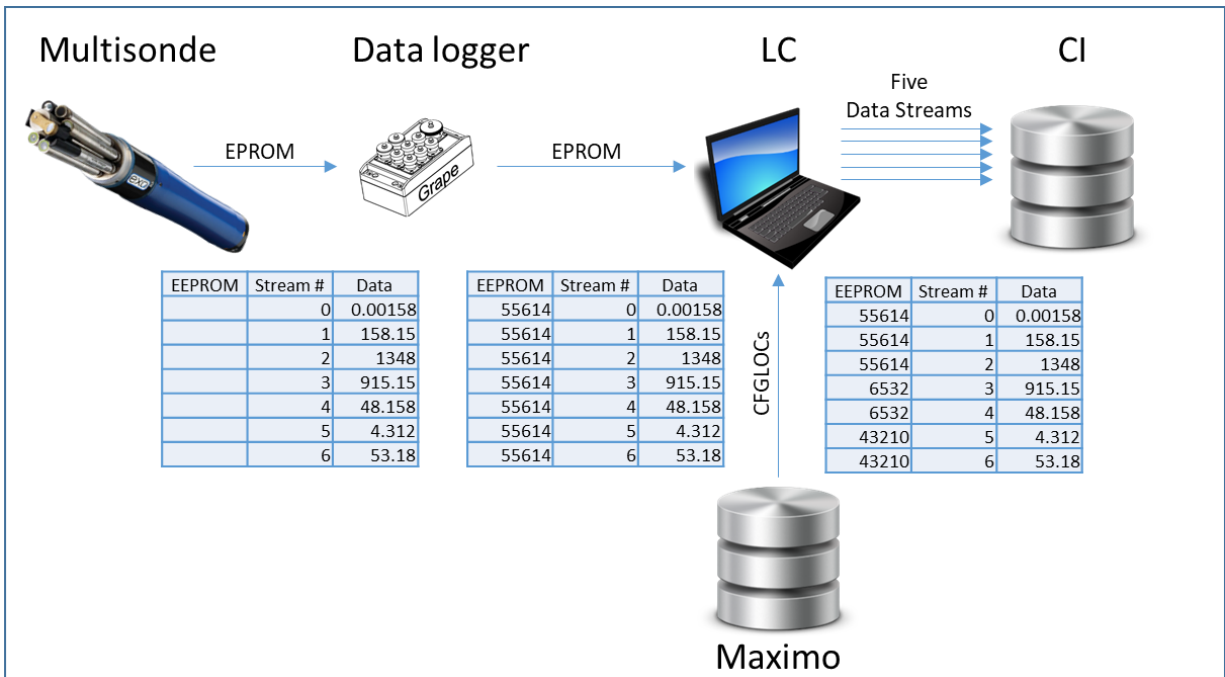 Multisonde
Data logger
LC
CI
Five
Data Streams
EPROM
EPROM
EXO
Grape
EEPROM Stream # Data
0 0.00158
1 158.15
2 1348
3 915.15
4 48.158
5 4.312
6 53.18
EEPROM Stream # Data
55614 0 0.00158
55614 1 158.15
55614 2 1348
55614 3 915.15
55614 4 48.158
55614 5 4.312
55614 6 53.18
CFGLOCs
EEPROM Stream # Data
55614 0 0.00158
55614 1 158.15
55614 2 1348
6532 3 915.15
6532 4 48.158
43210 5 4.312
43210 6 53.18
Maximo